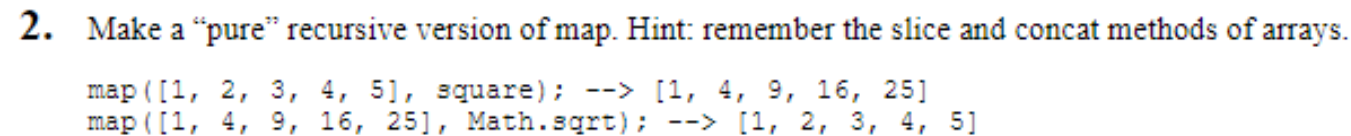 2. Make a “pure” recursive version of map. Hint: remember the slice and concat methods of arrays.
map([1, 2, 3, 4, 5], square); --> [1, 4, 9, 16, 25]
map([1, 4, 9, 16, 25], Math.sqrt); --> [1, 2, 3, 4, 5]